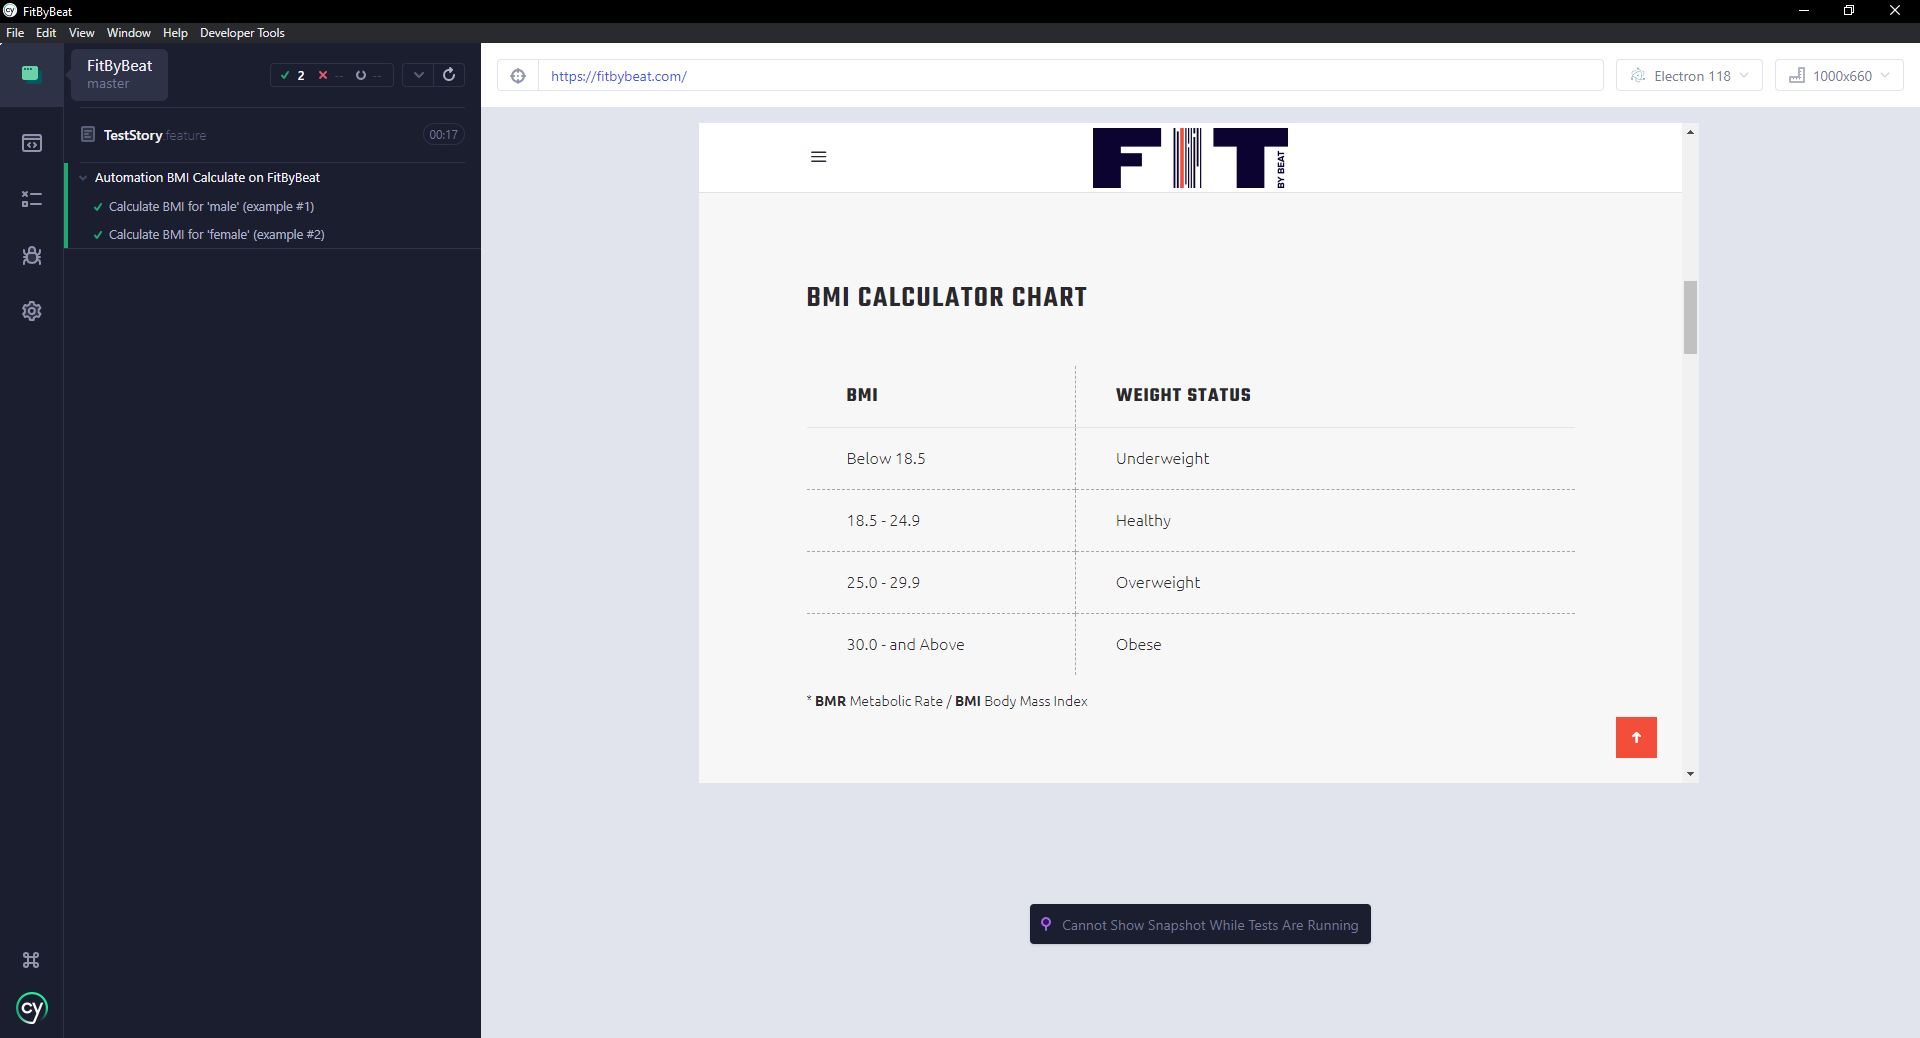 FitByBeat
File Edit View Window Help Developer Tools
FitByBeat
master
2 -- --
TestStory.feature 00:17
Automation BMI Calculate on FitByBeat
Calculate BMI for 'male' (example #1)
Calculate BMI for 'female' (example #2)
cy
https://fitbybeat.com/ Electron 118 1000x660
FIT BY BEAT
BMI CALCULATOR CHART
BMI WEIGHT STATUS
Below 18.5 Underweight
18.5 - 24.9 Healthy
25.0 - 29.9 Overweight
30.0 - and Above Obese
* BMR Metabolic Rate / BMI Body Mass Index
Cannot Show Snapshot While Tests Are Running